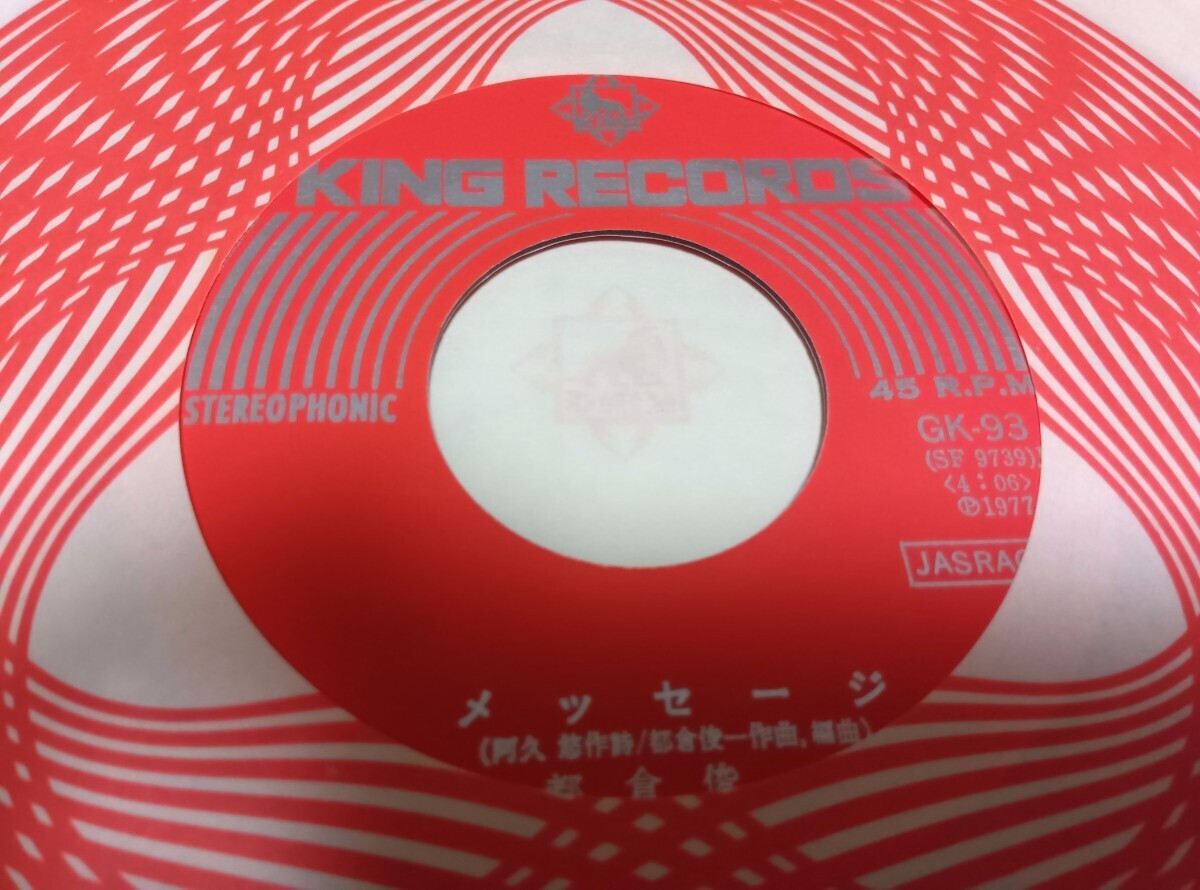 KING RECORDS
STEREOPHONIC
45 R.P.M
GK-93
(SF 9739)
<4:06>
℗1977
JASRAC
メッセージ
(阿久 悠作詩/都倉俊一作曲,編曲)
都倉俊